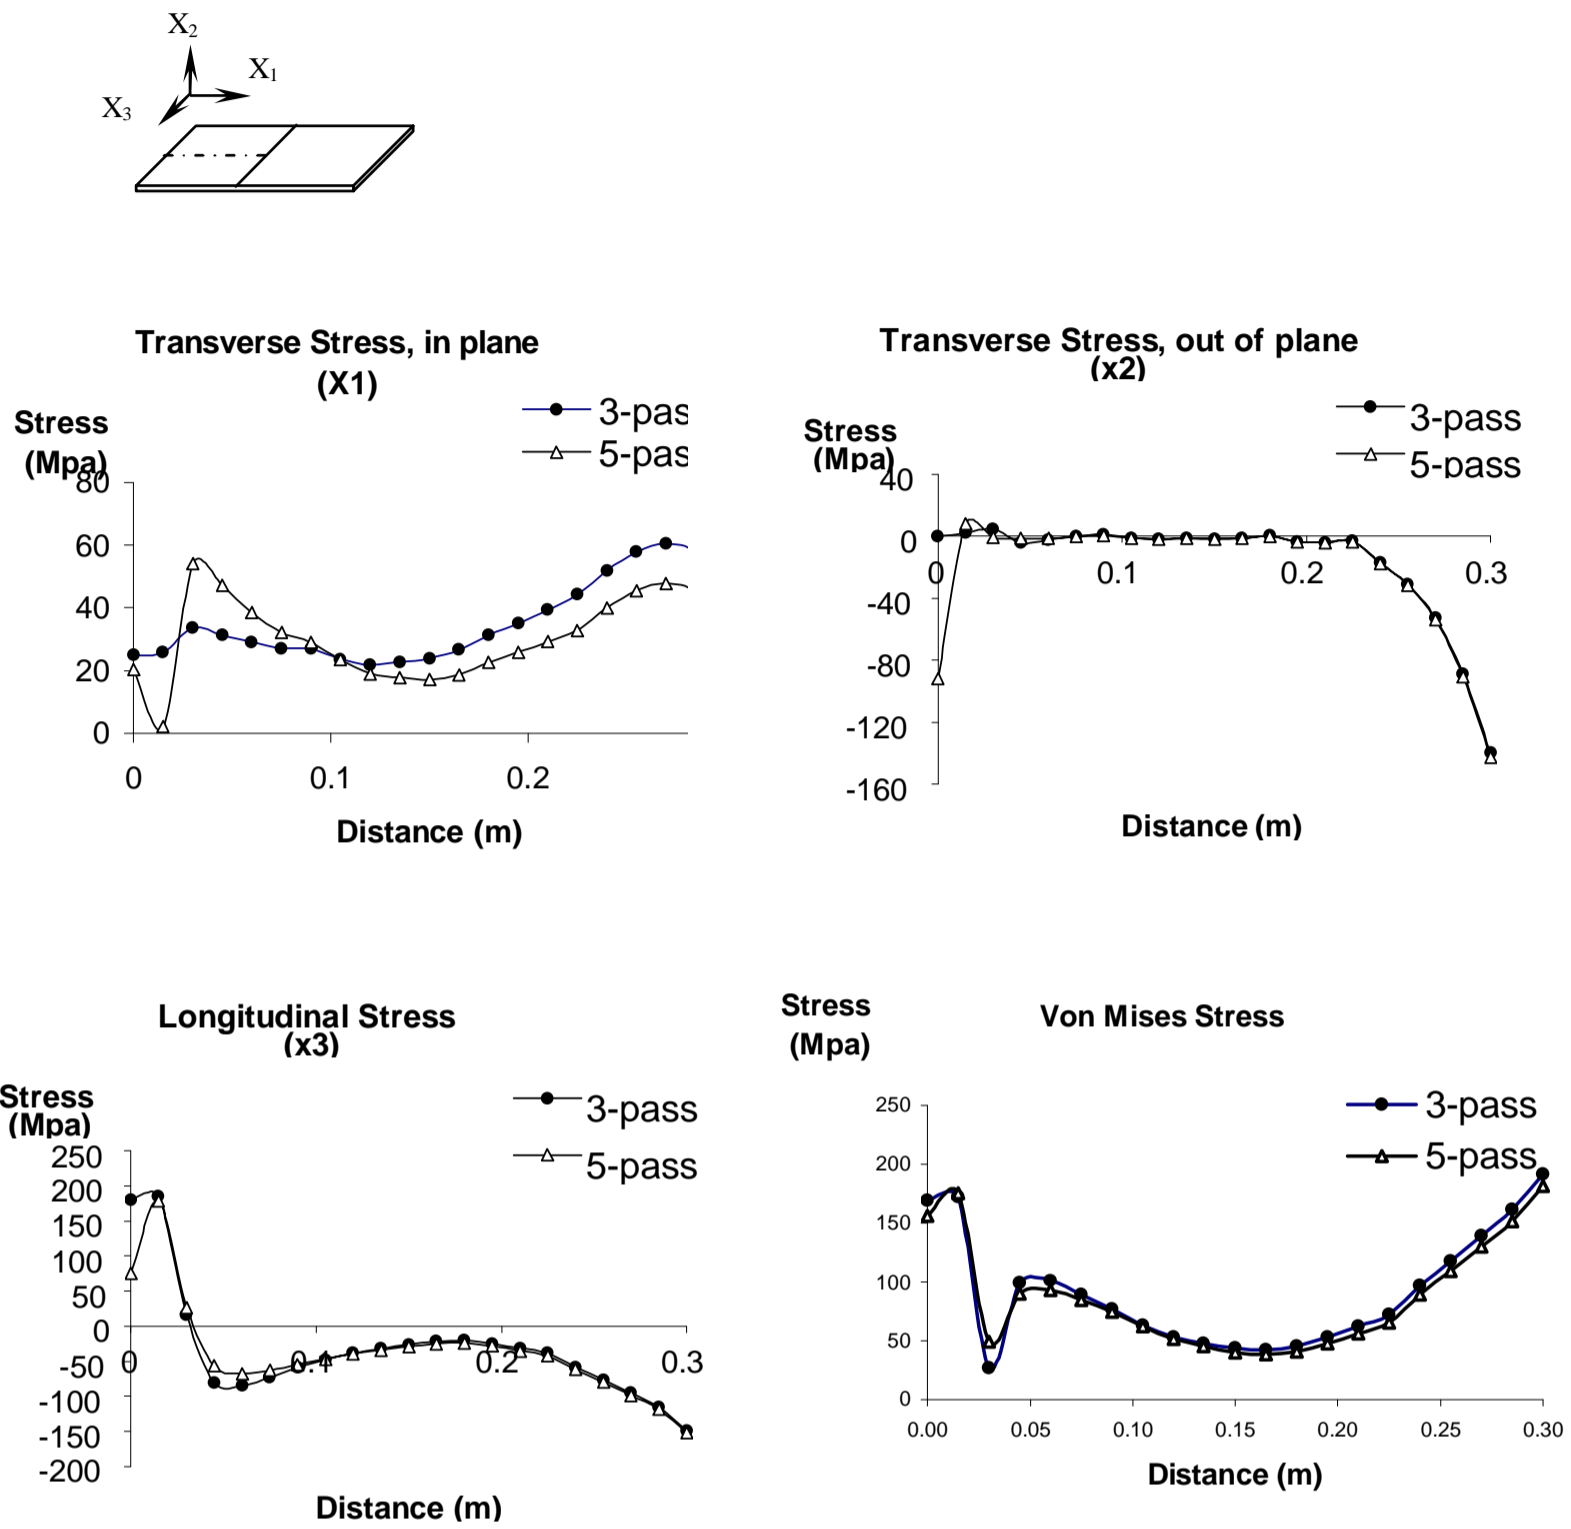 X2
X1
X3
Transverse Stress, in plane
(X1)
Stress
(Mpa)
3-pas
5-pas
80
60
40
20
0
0
0.1
0.2
Distance (m)
Transverse Stress, out of plane
(x2)
Stress
(Mpa)
3-pass
5-pass
40
0
-40
-80
-120
-160
0
0.1
0.2
0.3
Distance (m)
Longitudinal Stress
(x3)
Stress
(Mpa)
3-pass
5-pass
250
200
150
100
50
0
-50
-100
-150
-200
0
0.1
0.2
0.3
Distance (m)
Stress
(Mpa)
Von Mises Stress
3-pass
5-pass
250
200
150
100
50
0
0.00
0.05
0.10
0.15
0.20
0.25
0.30
Distance (m)